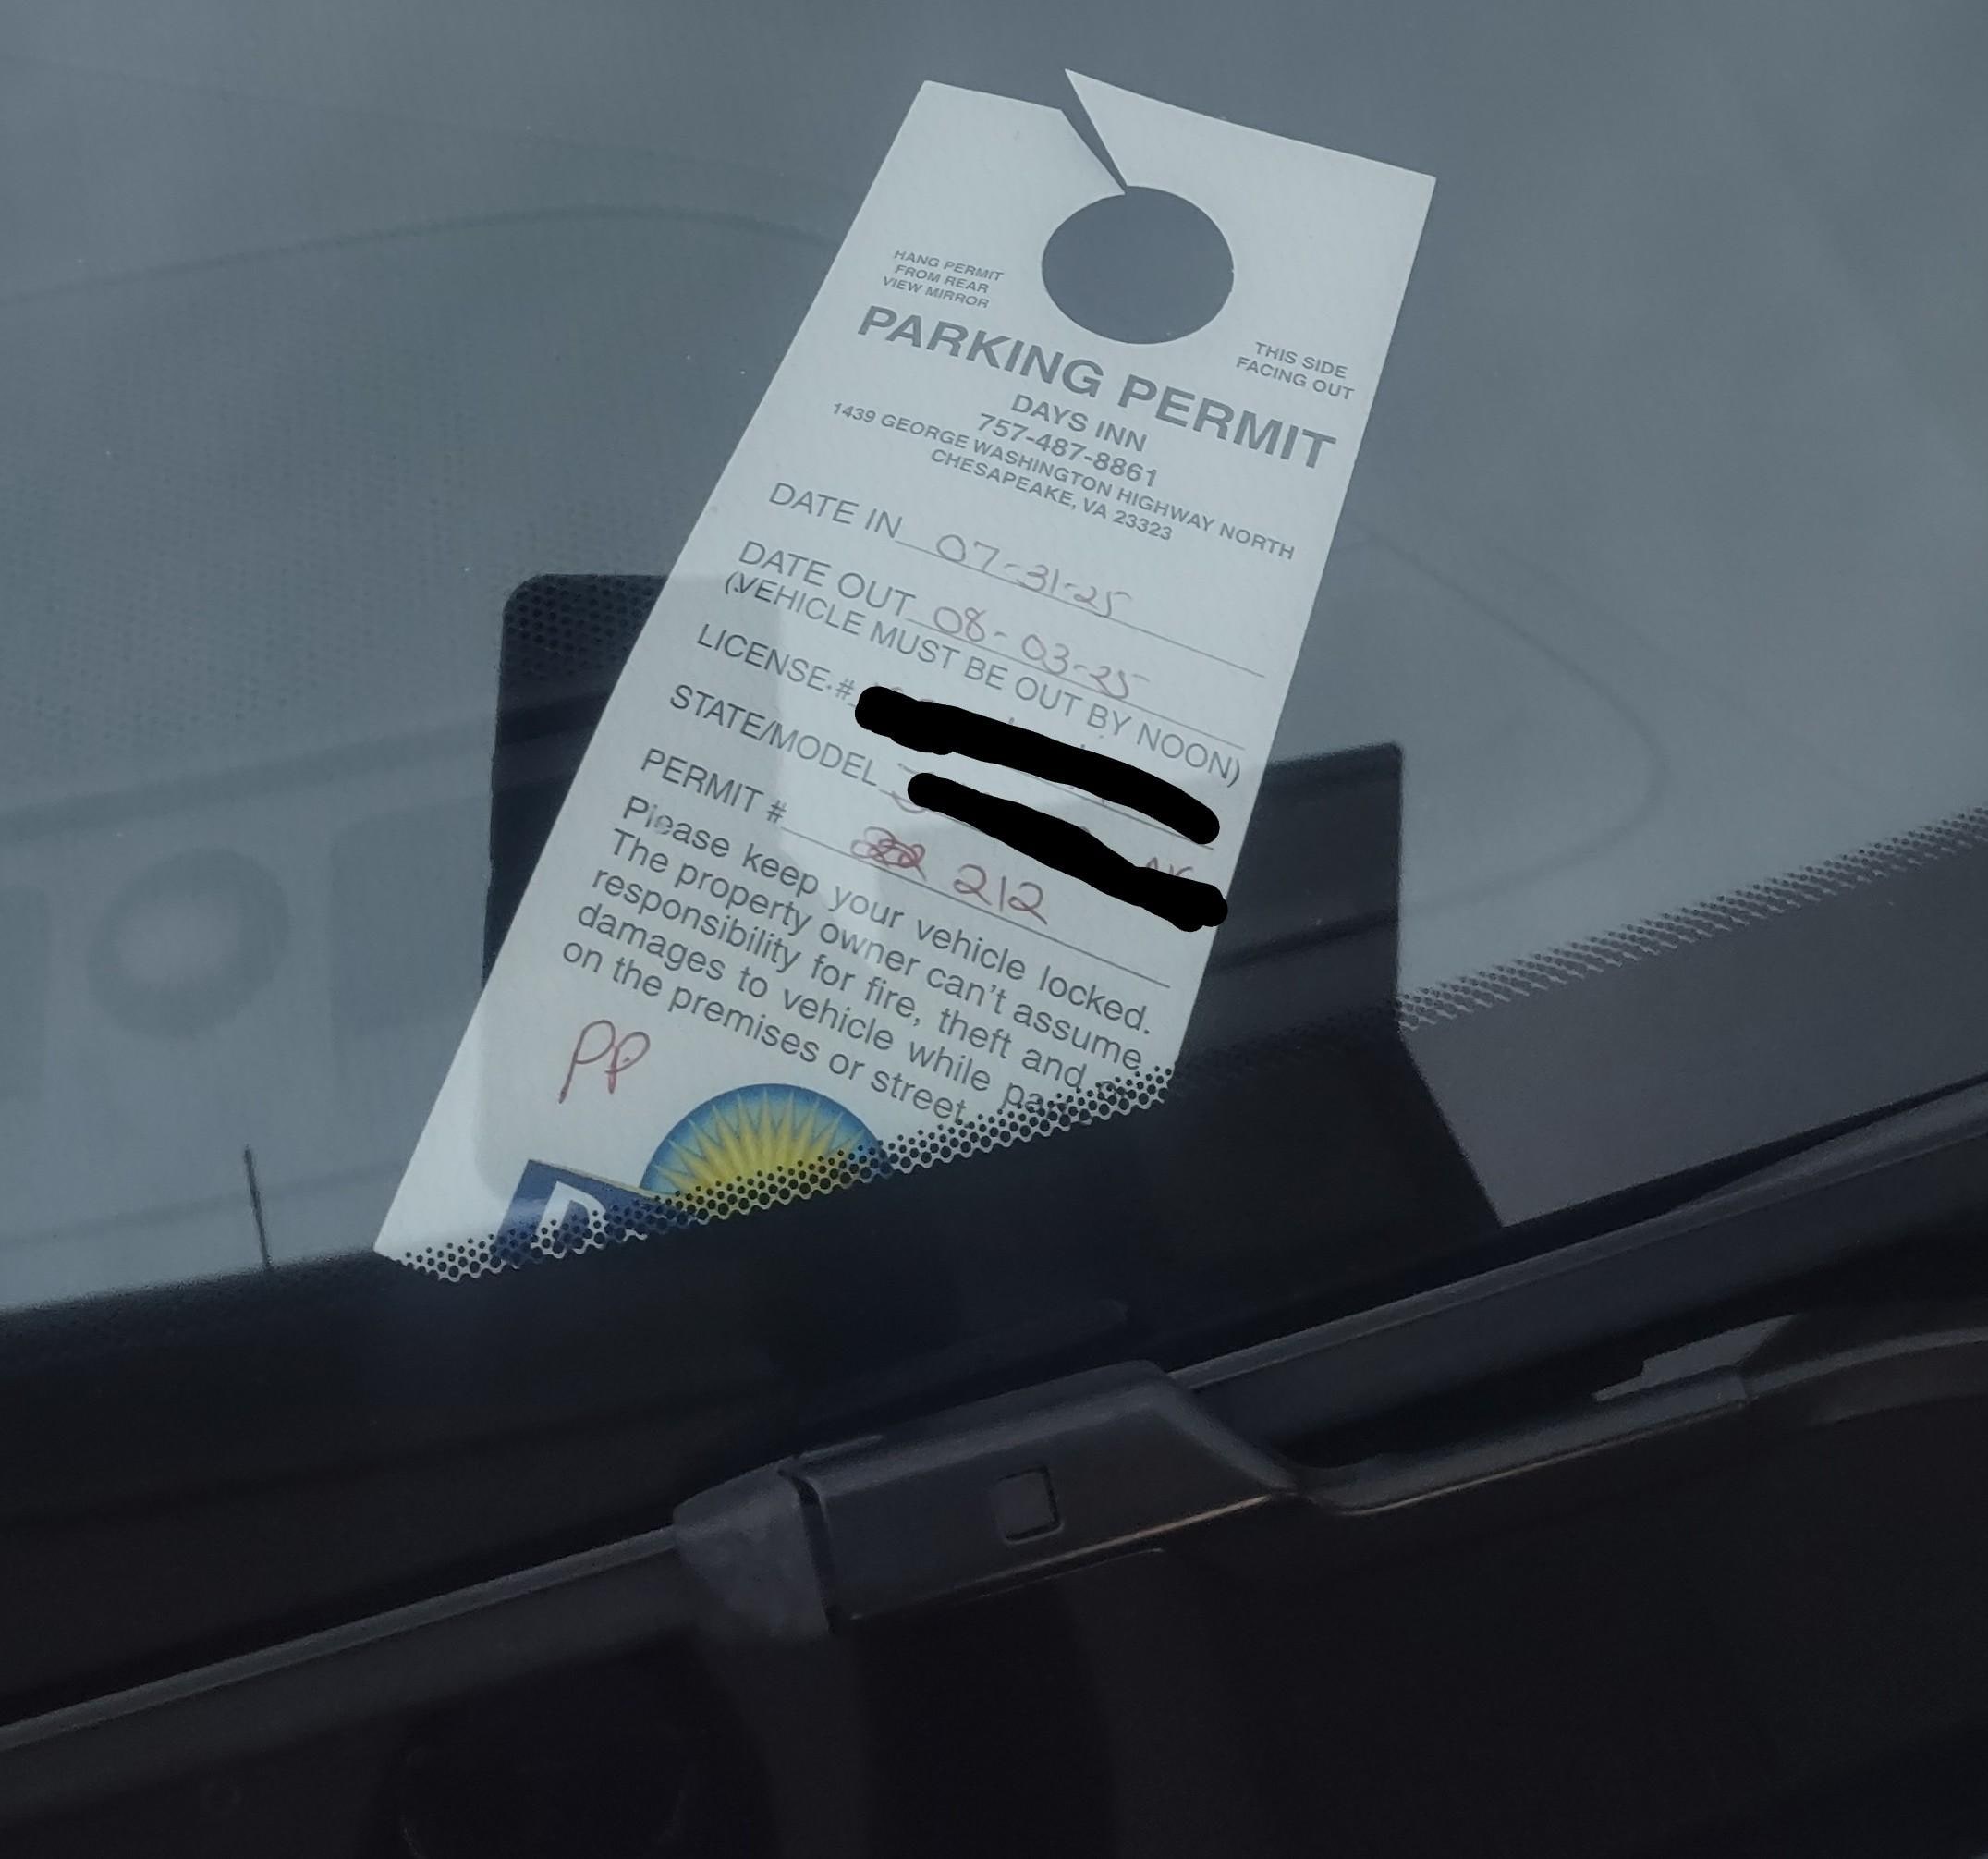 HANG PERMIT
FROM REAR
VIEW MIRROR
THIS SIDE
FACING OUT
PARKING PERMIT
DAYS INN
757-487-8861
1439 GEORGE WASHINGTON HIGHWAY NORTH
CHESAPEAKE, VA 23323
DATE IN 07-31-25
DATE OUT 08-03-25
(VEHICLE MUST BE OUT BY NOON)
LICENSE #
STATE/MODEL
PERMIT # 212
Please keep your vehicle locked.
The property owner can't assume
responsibility for fire, theft and
damages to vehicle while
on the premises or street.
PP
D